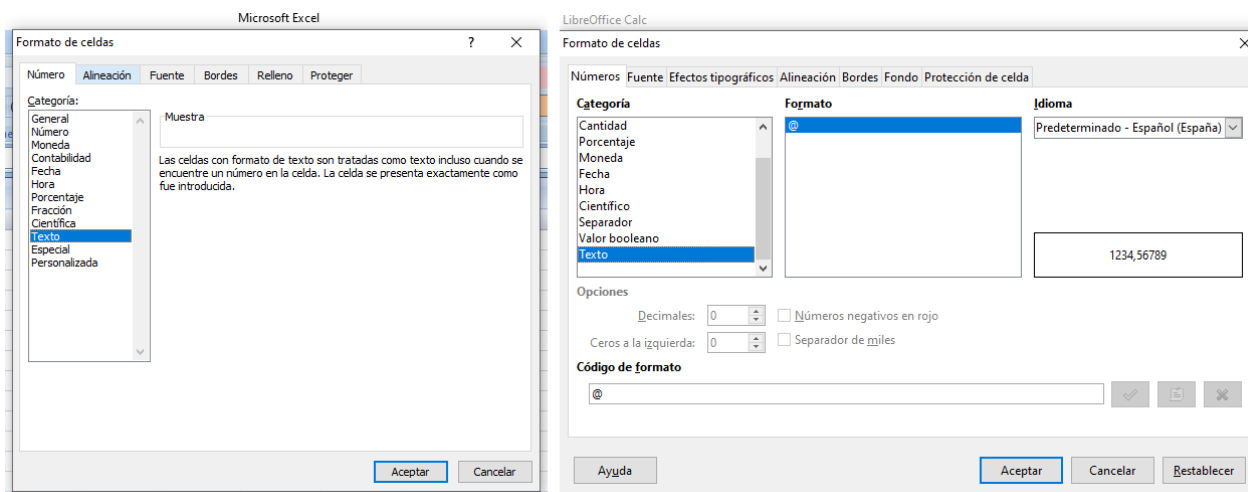 Microsoft Excel
Formato de celdas
?
Número Alineación Fuente Bordes Relleno Proteger
Categoría:
General
Número
Moneda
Contabilidad
Fecha
Hora
Porcentaje
Fracción
Científica
Texto
Especial
Personalizada
Muestra
Las celdas con formato de texto son tratadas como texto incluso cuando se
encuentre un número en la celda. La celda se presenta exactamente como
fue introducida.
Aceptar Cancelar
LibreOffice Calc
Formato de celdas
Números Fuente Efectos tipográficos Alineación Bordes Fondo Protección de celda
Categoría Formato Idioma
Cantidad
Porcentaje
Moneda
Fecha
Hora
Científico
Separador
Valor booleano
Texto
@
Predeterminado - Español (España)
1234,56789
Opciones
Decimales: 0 Números negativos en rojo
Ceros a la izquierda: 0 Separador de miles
Código de formato
@
Ayuda Aceptar Cancelar Restablecer